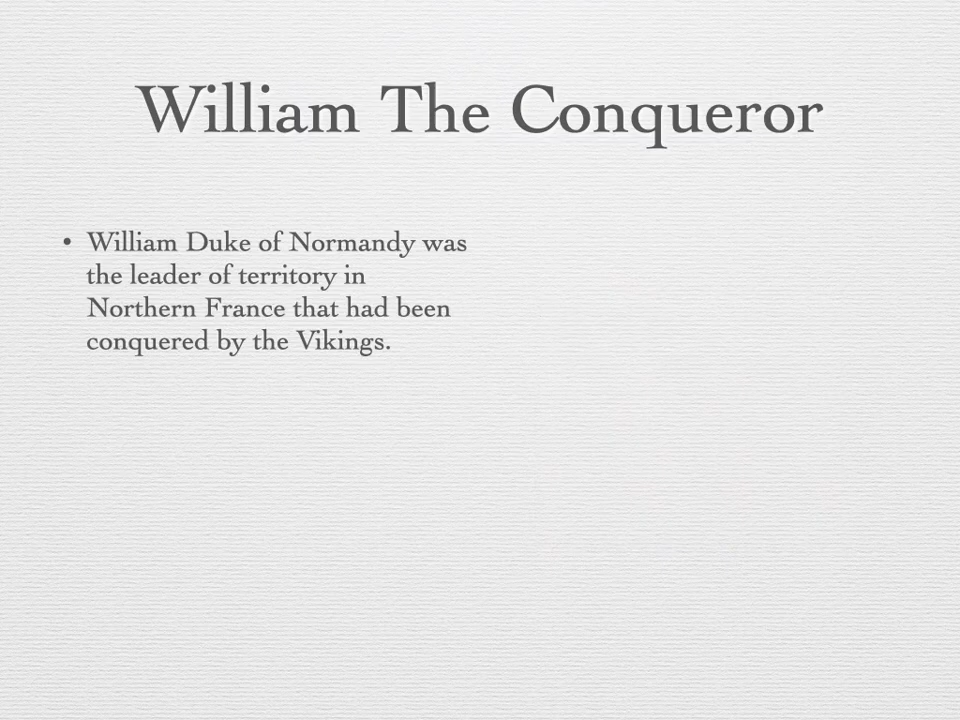 William The Conqueror
• William Duke of Normandy was
the leader of territory in
Northern France that had been
conquered by the Vikings.